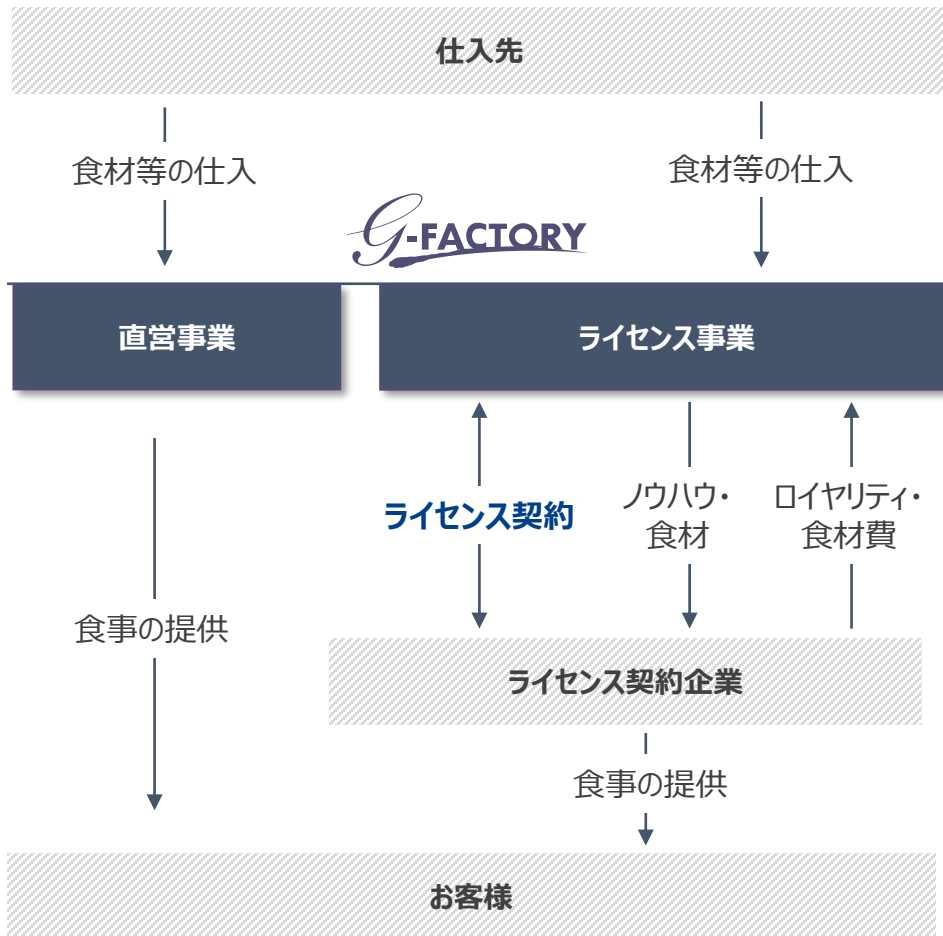 仕入先
食材等の仕入
食材等の仕入
G-FACTORY
直営事業
ライセンス事業
ライセンス契約
ノウハウ・
食材
ロイヤリティ・
食材費
食事の提供
ライセンス契約企業
食事の提供
お客様